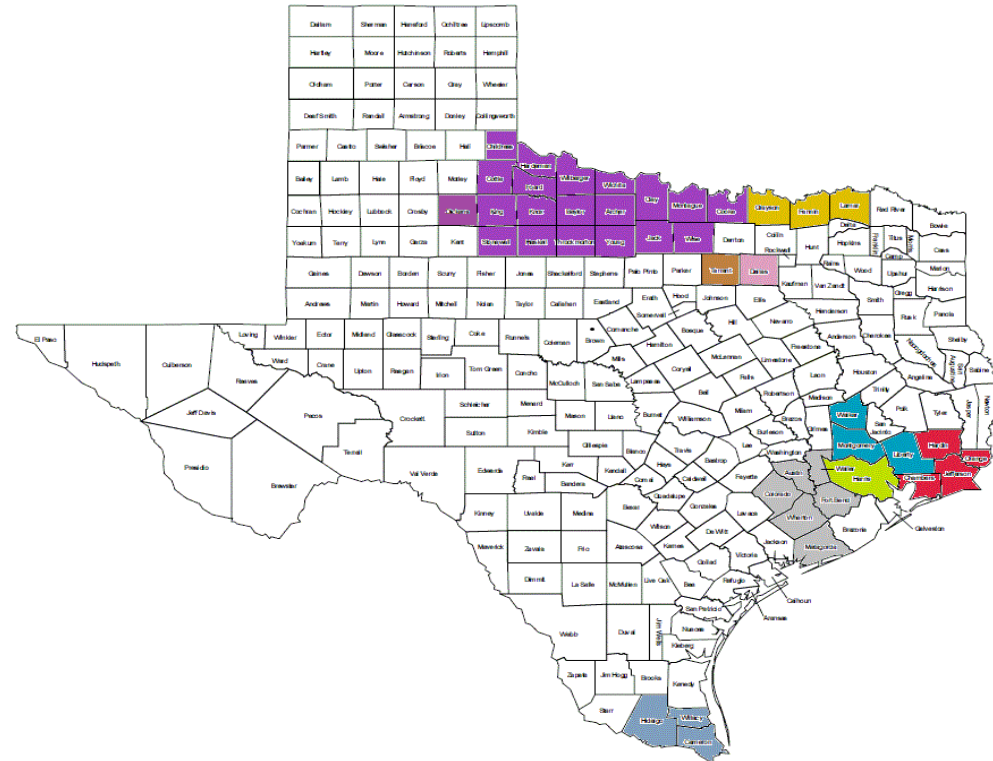 Dallam Sherman Hansford Ochiltree Lipscomb
Hartley Moore Hutchinson Roberts Hemphill
Oldham Potter Carson Gray Wheeler
Deaf Smith Randall Armstrong Donley Collingsworth
Parmer Castro Swisher Briscoe Hall Childress
Hardeman
Bailey Lamb Hale Floyd Motley Cottle Foard Wilbarger Wichita
Clay Montague Cooke Grayson Fannin Lamar Red River
Cochran Hockley Lubbock Crosby Dickens King Knox Baylor Archer
Bowie
Delta
Yoakum Terry Lynn Garza Kent Stonewall Haskell Throckmorton Young Jack Wise Denton Collin
Rockwall Hunt Hopkins Franklin Titus Morris Cass
Camp
Gaines Dawson Borden Scurry Fisher Jones Shackelford Stephens Palo Pinto Parker Tarrant Dallas
Kaufman Van Zandt Rains Wood Upshur Marion
Gregg Harrison
Andrews Martin Howard Mitchell Nolan Taylor Callahan Eastland Erath Hood Johnson Ellis
Somervell Henderson Smith Rusk Panola
El Paso Hudspeth Culberson Loving Winkler Ector Midland Glasscock Sterling Coke Runnels Coleman Brown Comanche Hamilton Bosque Hill Navarro
Anderson Cherokee Nacogdoches Shelby
San Augustine Sabine
Reeves Ward Crane Upton Reagan Irion Tom Green Concho McCulloch San Saba Mills Lampasas Coryell McLennan Limestone Freestone
Leon Houston Angelina
Falls Bell Robertson Madison Trinity
Jeff Davis Pecos Crockett Schleicher Menard Mason Llano Burnet Williamson Milam Brazos Grimes Walker San Jacinto Polk Tyler Jasper Newton
Sutton Kimble Gillespie Blanco Travis Lee Burleson Washington Montgomery Liberty Hardin Orange
Presidio Brewster Terrell Val Verde Edwards Real Kerr Kendall Bandera Comal Hays Bastrop Caldwell Fayette Austin Waller Harris Chambers Jefferson
Kinney Uvalde Medina Bexar Guadalupe Gonzales Lavaca Colorado Fort Bend
Wharton Brazoria Galveston
Maverick Zavala Frio Atascosa Wilson Karnes De Witt Jackson Matagorda
Victoria Goliad
Dimmit La Salle McMullen Live Oak Bee Refugio
Calhoun
Aransas
San Patricio
Webb Duval Jim Wells Nueces
Kleberg
Zapata Jim Hogg Brooks Kenedy
Starr Hidalgo Willacy
Cameron